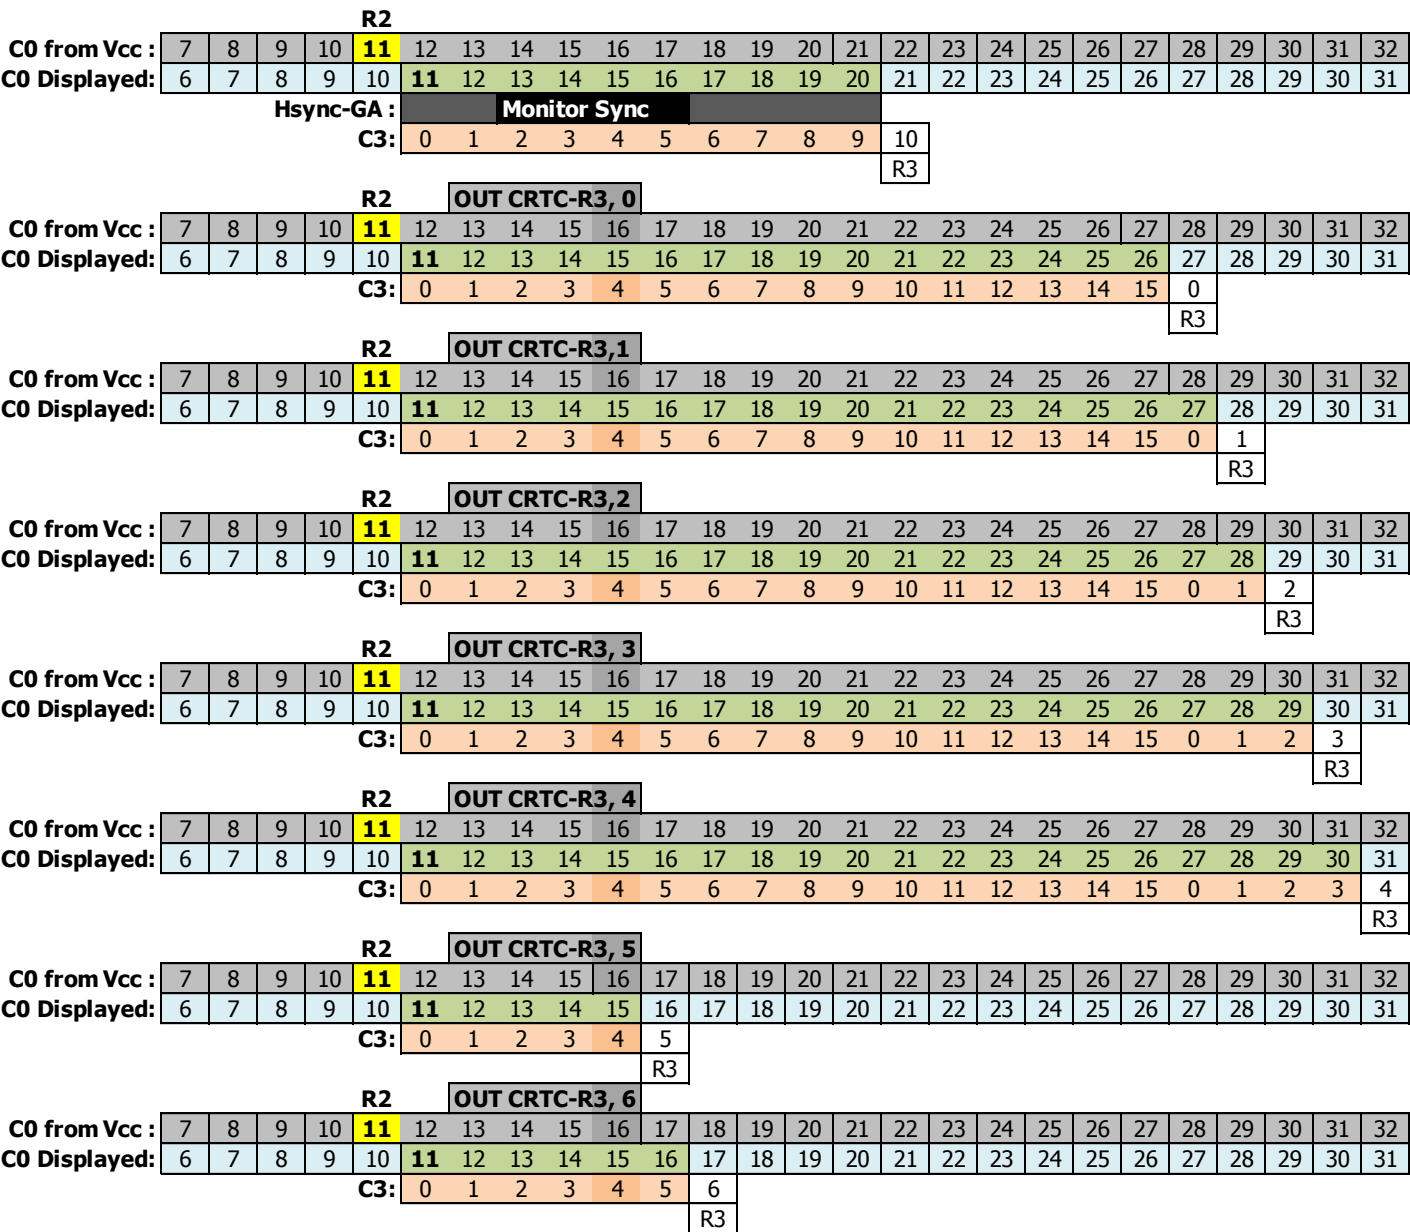 R2
C0 from Vcc : 7 8 9 10 11 12 13 14 15 16 17 18 19 20 21 22 23 24 25 26 27 28 29 30 31 32
C0 Displayed: 6 7 8 9 10 11 12 13 14 15 16 17 18 19 20 21 22 23 24 25 26 27 28 29 30 31
Hsync-GA : Monitor Sync
C3: 0 1 2 3 4 5 6 7 8 9 10
R3
R2 OUT CRTC-R3, 0
C0 from Vcc : 7 8 9 10 11 12 13 14 15 16 17 18 19 20 21 22 23 24 25 26 27 28 29 30 31 32
C0 Displayed: 6 7 8 9 10 11 12 13 14 15 16 17 18 19 20 21 22 23 24 25 26 27 28 29 30 31
C3: 0 1 2 3 4 5 6 7 8 9 10 11 12 13 14 15 0
R3
R2 OUT CRTC-R3,1
C0 from Vcc : 7 8 9 10 11 12 13 14 15 16 17 18 19 20 21 22 23 24 25 26 27 28 29 30 31 32
C0 Displayed: 6 7 8 9 10 11 12 13 14 15 16 17 18 19 20 21 22 23 24 25 26 27 28 29 30 31
C3: 0 1 2 3 4 5 6 7 8 9 10 11 12 13 14 15 0 1
R3
R2 OUT CRTC-R3,2
C0 from Vcc : 7 8 9 10 11 12 13 14 15 16 17 18 19 20 21 22 23 24 25 26 27 28 29 30 31 32
C0 Displayed: 6 7 8 9 10 11 12 13 14 15 16 17 18 19 20 21 22 23 24 25 26 27 28 29 30 31
C3: 0 1 2 3 4 5 6 7 8 9 10 11 12 13 14 15 0 1 2
R3
R2 OUT CRTC-R3, 3
C0 from Vcc : 7 8 9 10 11 12 13 14 15 16 17 18 19 20 21 22 23 24 25 26 27 28 29 30 31 32
C0 Displayed: 6 7 8 9 10 11 12 13 14 15 16 17 18 19 20 21 22 23 24 25 26 27 28 29 30 31
C3: 0 1 2 3 4 5 6 7 8 9 10 11 12 13 14 15 0 1 2 3
R3
R2 OUT CRTC-R3, 4
C0 from Vcc : 7 8 9 10 11 12 13 14 15 16 17 18 19 20 21 22 23 24 25 26 27 28 29 30 31 32
C0 Displayed: 6 7 8 9 10 11 12 13 14 15 16 17 18 19 20 21 22 23 24 25 26 27 28 29 30 31
C3: 0 1 2 3 4 5 6 7 8 9 10 11 12 13 14 15 0 1 2 3 4
R3
R2 OUT CRTC-R3, 5
C0 from Vcc : 7 8 9 10 11 12 13 14 15 16 17 18 19 20 21 22 23 24 25 26 27 28 29 30 31 32
C0 Displayed: 6 7 8 9 10 11 12 13 14 15 16 17 18 19 20 21 22 23 24 25 26 27 28 29 30 31
C3: 0 1 2 3 4 5
R3
R2 OUT CRTC-R3, 6
C0 from Vcc : 7 8 9 10 11 12 13 14 15 16 17 18 19 20 21 22 23 24 25 26 27 28 29 30 31 32
C0 Displayed: 6 7 8 9 10 11 12 13 14 15 16 17 18 19 20 21 22 23 24 25 26 27 28 29 30 31
C3: 0 1 2 3 4 5 6
R3